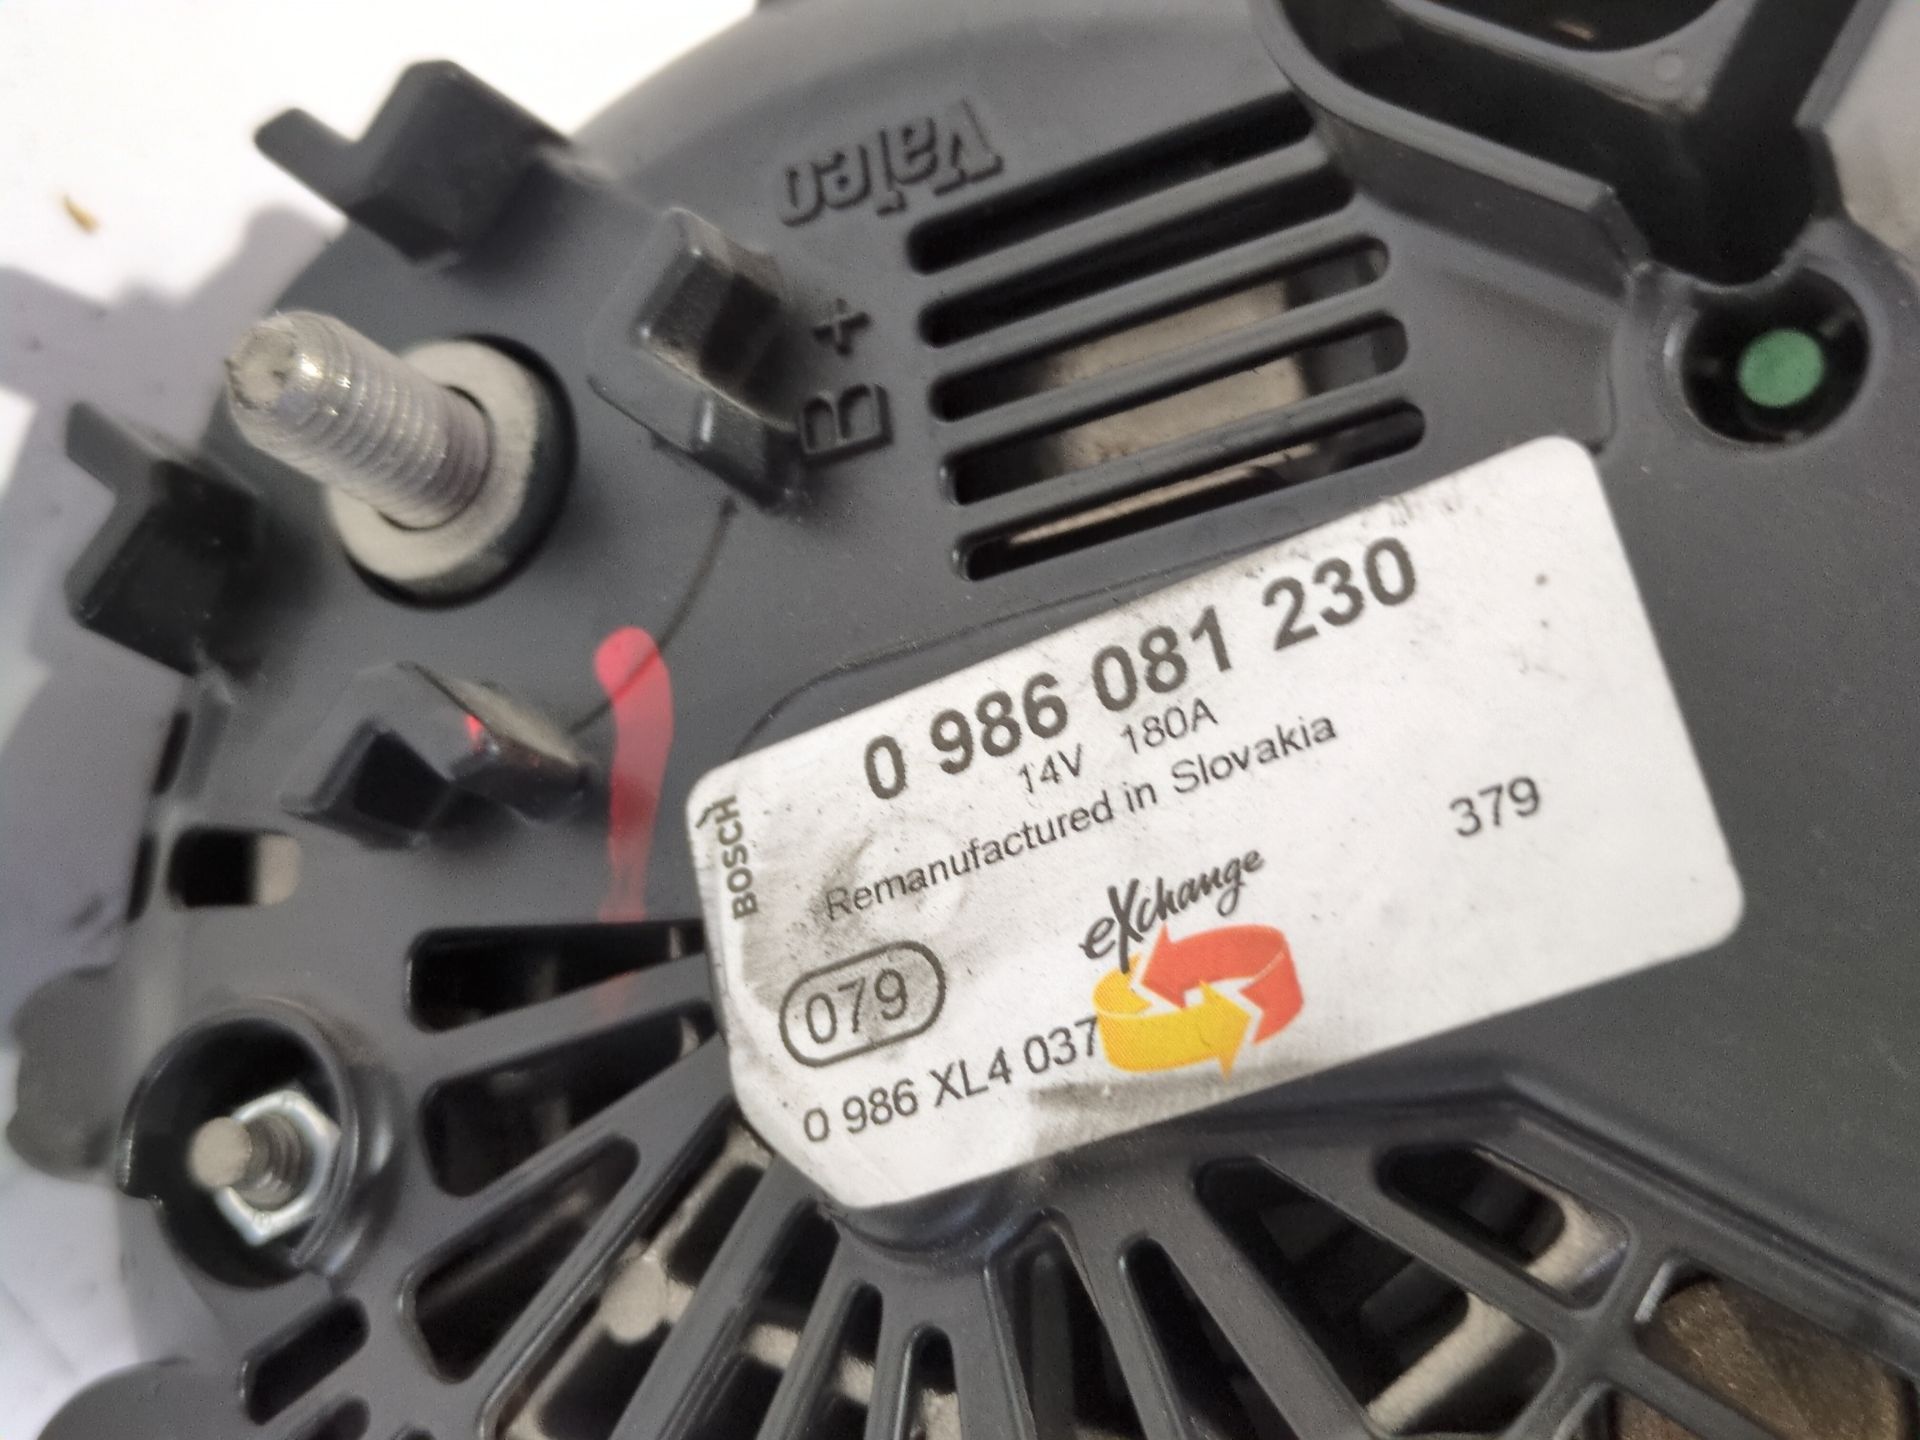 Valeo
B+
0 986 081 230
14V 180A
Remanufactured in Slovakia
BOSCH
379
eXchange
079
0 986 XL4 037